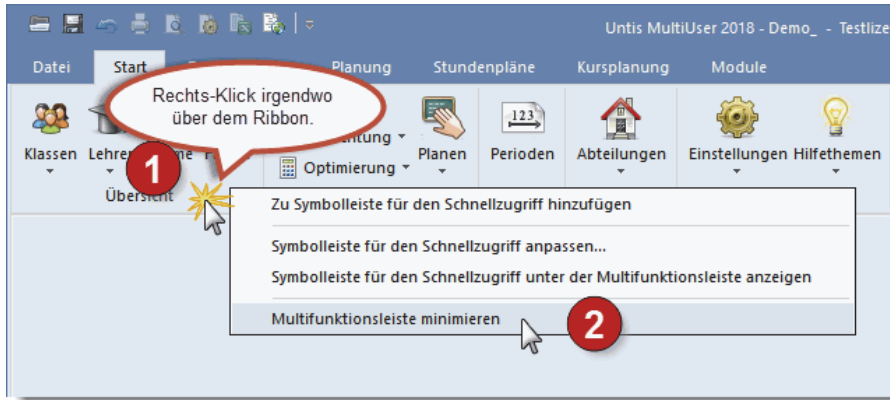 Untis MultiUser 2018 - Demo_ - Testlize
Datei Start Planung Stundenpläne Kursplanung Module
Rechts-Klick irgendwo
über dem Ribbon.
123
Klassen Planen Perioden Abteilungen Einstellungen Hilfethemen
Optimierung
1
Übersicht
Zu Symbolleiste für den Schnellzugriff hinzufügen
Symbolleiste für den Schnellzugriff anpassen...
Symbolleiste für den Schnellzugriff unter der Multifunktionsleiste anzeigen
Multifunktionsleiste minimieren
2